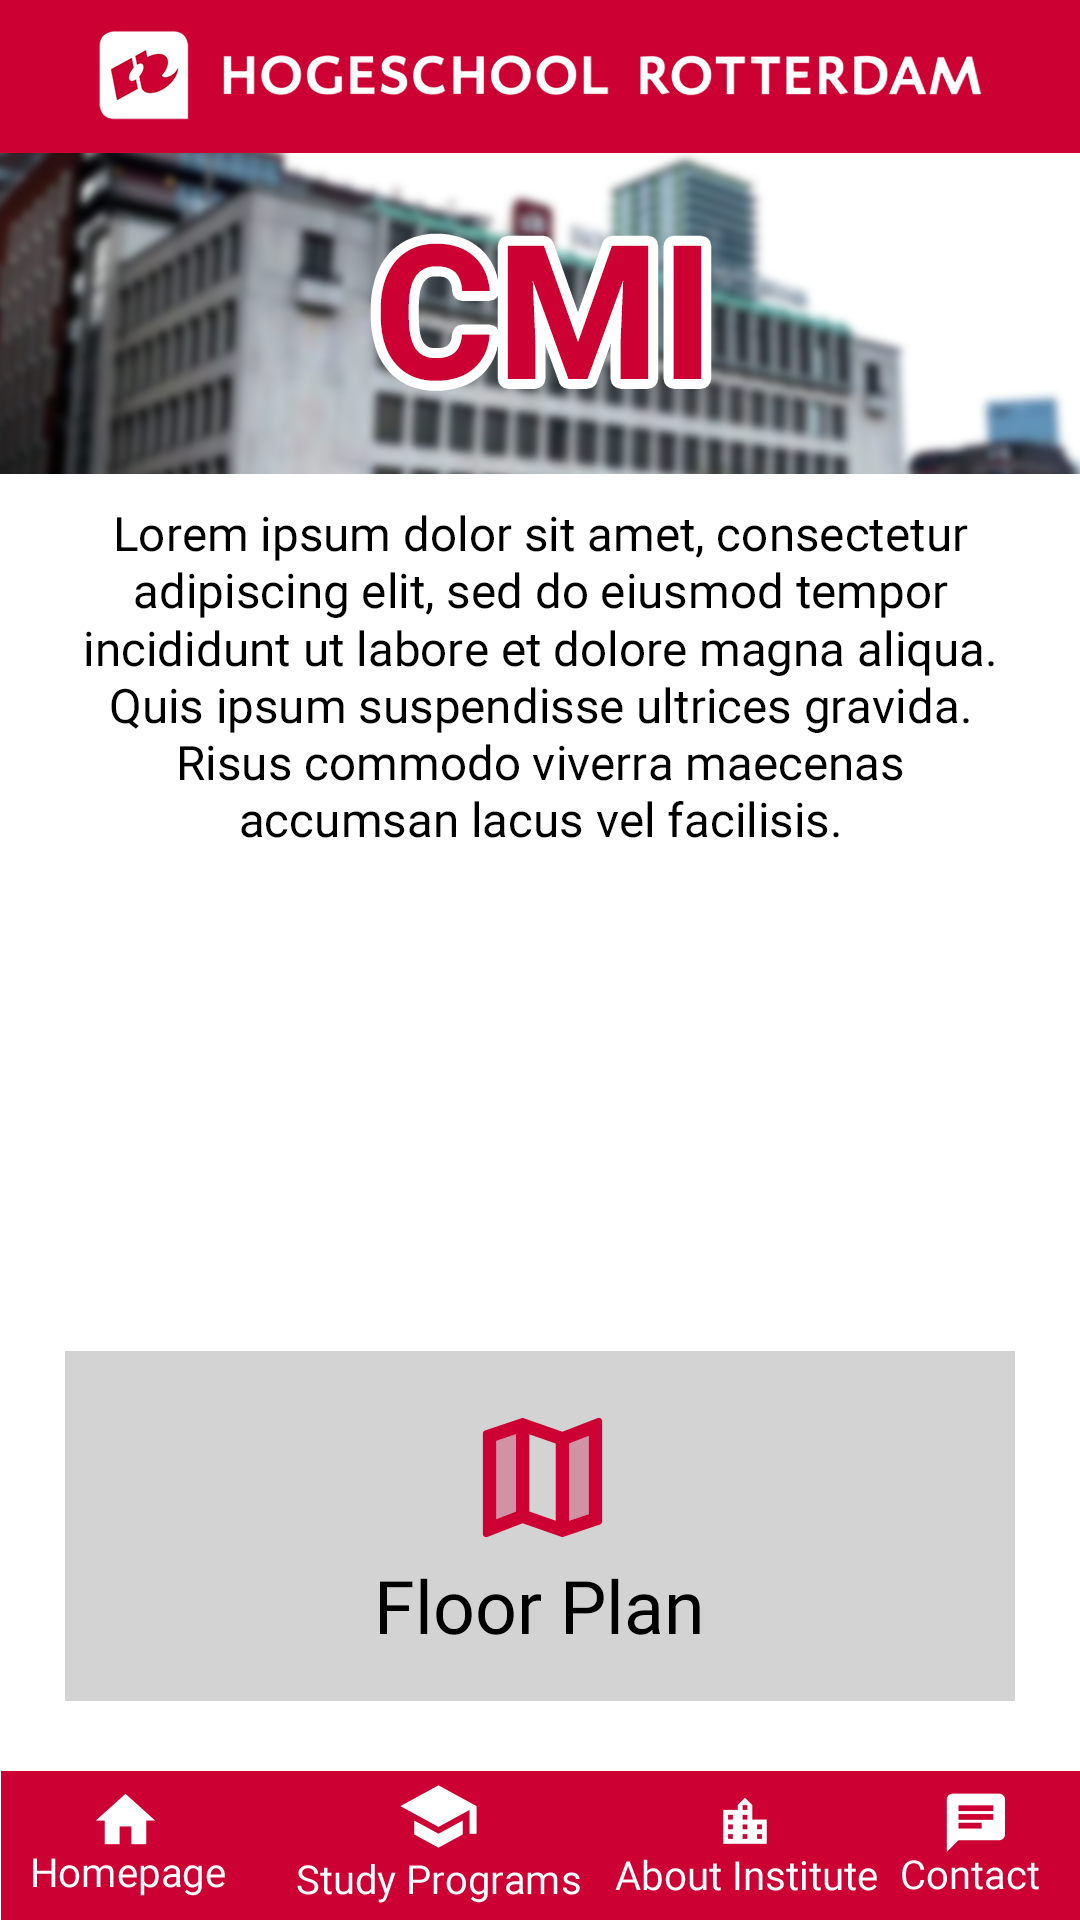 HOGESCHOOL ROTTERDAM
CMI
Lorem ipsum dolor sit amet, consectetur
adipiscing elit, sed do eiusmod tempor
incididunt ut labore et dolore magna aliqua.
Quis ipsum suspendisse ultrices gravida.
Risus commodo viverra maecenas
accumsan lacus vel facilisis.
Floor Plan
Homepage
Study Programs
About Institute
Contact